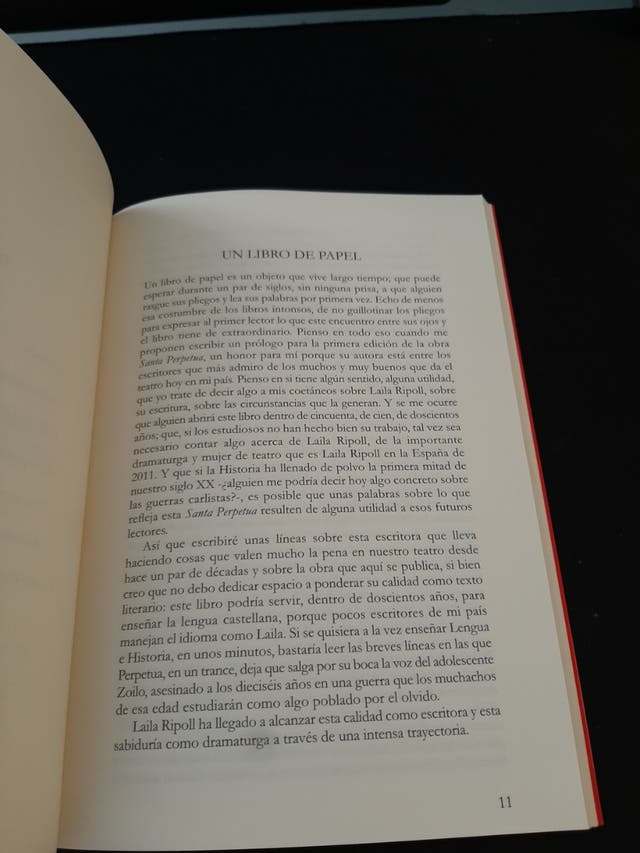 UN LIBRO DE PAPEL
Un libro de papel es un objeto que vive largo tiempo; que puede
esperar durante un par de siglos, sin ninguna prisa, a que alguien
rasgue sus pliegos y lea sus palabras por primera vez. Echo de menos
esa costumbre de los libros intonsos, de no guillotinar los pliegos
para expresar al primer lector lo que este encuentro entre sus ojos y
el libro tiene de extraordinario. Pienso en todo eso cuando me
proponen escribir un prólogo para la primera edición de la obra
Santa Perpetua, un honor para mí porque su autora está entre los
escritores que más admiro de los muchos y muy buenos que da el
teatro hoy en mi país. Pienso en si tiene algún sentido, alguna utilidad,
que yo trate de decir algo a mis coetáneos sobre Laila Ripoll, sobre
su escritura, sobre las circunstancias que la generan. Y se me ocurre
que alguien abrirá este libro dentro de cincuenta, de cien, de doscientos
años; que, si los estudiosos no han hecho bien su trabajo, tal vez sea
necesario contar algo acerca de Laila Ripoll, de la importante
dramaturga y mujer de teatro que es Laila Ripoll en la España de
2011. Y que si la Historia ha llenado de polvo la primera mitad de
nuestro siglo XX -¿alguien me podría decir hoy algo concreto sobre
las guerras carlistas?-, es posible que unas palabras sobre lo que
refleja esta Santa Perpetua resulten de alguna utilidad a esos futuros
lectores.
Así que escribiré unas líneas sobre esta escritora que lleva
haciendo cosas que valen mucho la pena en nuestro teatro desde
hace un par de décadas y sobre la obra que aquí se publica, si bien
creo que no debo dedicar espacio a ponderar su calidad como texto
literario: este libro podría servir, dentro de doscientos años, para
enseñar la lengua castellana, porque pocos escritores de mi país
manejan el idioma como Laila. Si se quisiera a la vez enseñar Lengua
e Historia, en unos minutos, bastaría leer las breves líneas en las que
Perpetua, en un trance, deja que salga por su boca la voz del adolescente
Zoilo, asesinado a los dieciséis años en una guerra que los muchachos
de esa edad estudiarán como algo poblado por el olvido.
Laila Ripoll ha llegado a alcanzar esta calidad como escritora y esta
sabiduría como dramaturga a través de una intensa trayectoria.
11